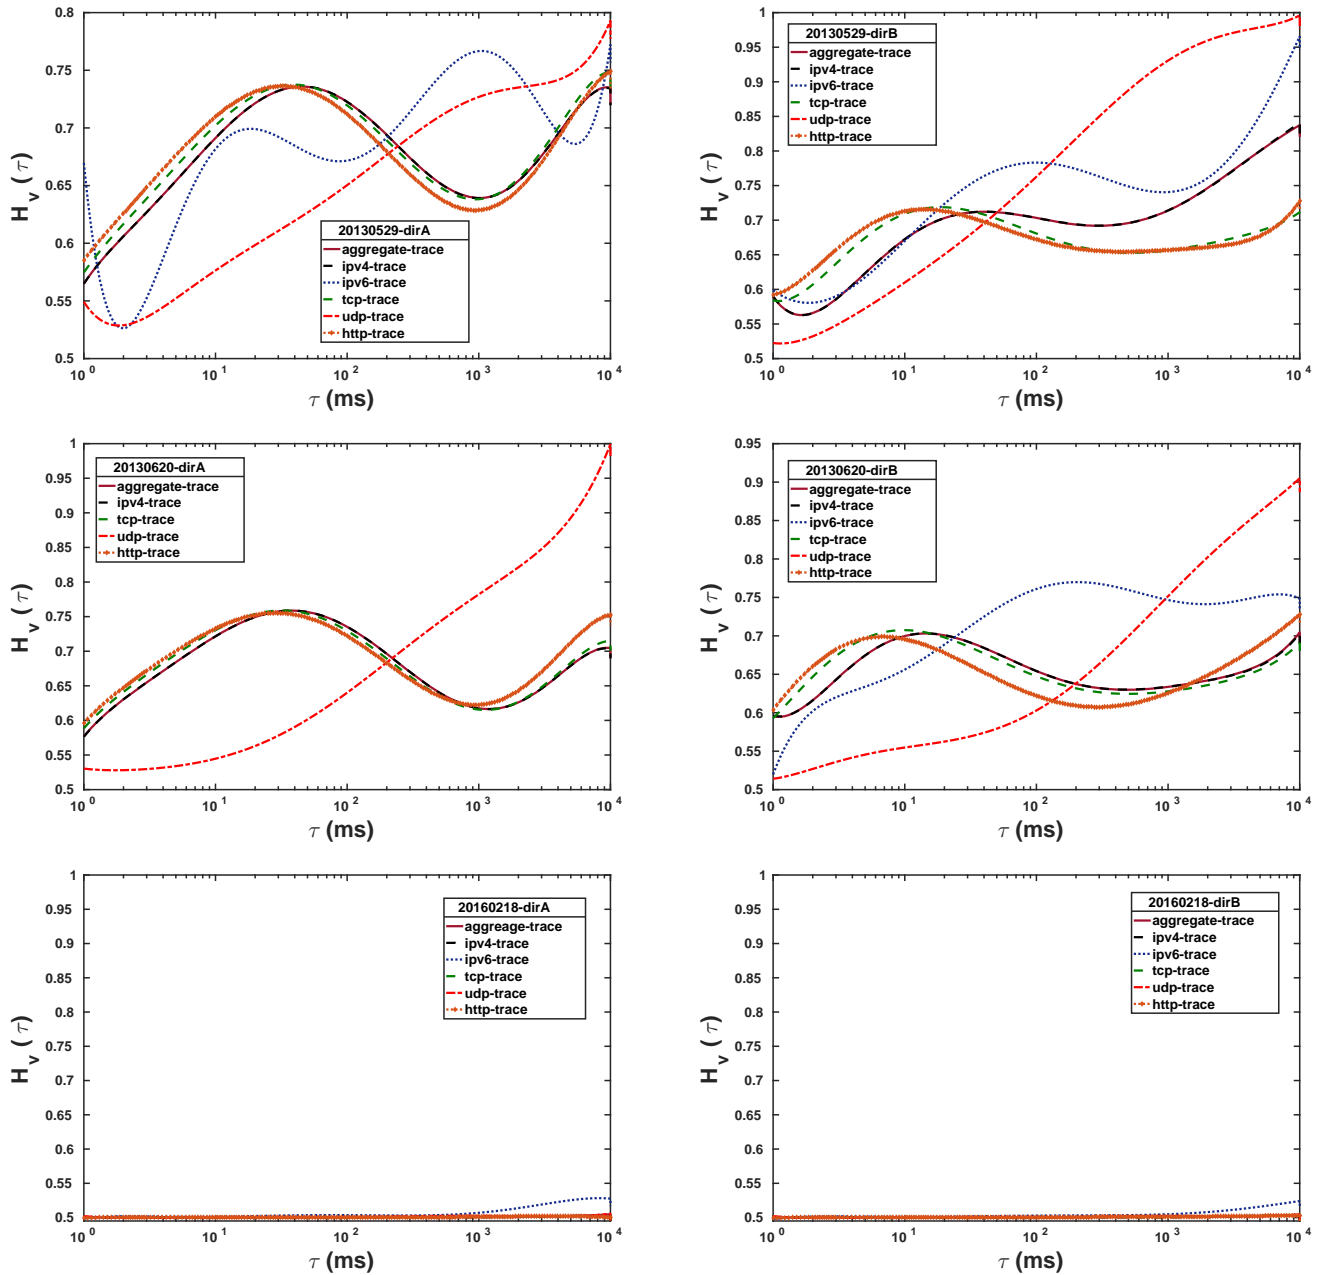 0.8
0.75
0.7
0.65
0.6
0.55
0.5
H_v (τ)
20130529-dirA
aggregate-trace
ipv4-trace
ipv6-trace
tcp-trace
udp-trace
http-trace
10^0 10^1 10^2 10^3 10^4
τ (ms)
1
0.95
0.9
0.85
0.8
0.75
0.7
0.65
0.6
0.55
0.5
H_v (τ)
20130529-dirB
aggregate-trace
ipv4-trace
ipv6-trace
tcp-trace
udp-trace
http-trace
10^0 10^1 10^2 10^3 10^4
τ (ms)
1
0.95
0.9
0.85
0.8
0.75
0.7
0.65
0.6
0.55
0.5
H_v (τ)
20130620-dirA
aggregate-trace
ipv4-trace
tcp-trace
udp-trace
http-trace
10^0 10^1 10^2 10^3 10^4
τ (ms)
0.95
0.9
0.85
0.8
0.75
0.7
0.65
0.6
0.55
0.5
H_v (τ)
20130620-dirB
aggregate-trace
ipv4-trace
ipv6-trace
tcp-trace
udp-trace
http-trace
10^0 10^1 10^2 10^3 10^4
τ (ms)
1
0.95
0.9
0.85
0.8
0.75
0.7
0.65
0.6
0.55
0.5
H_v (τ)
20160218-dirA
aggreage-trace
ipv4-trace
ipv6-trace
tcp-trace
udp-trace
http-trace
10^0 10^1 10^2 10^3 10^4
τ (ms)
1
0.95
0.9
0.85
0.8
0.75
0.7
0.65
0.6
0.55
0.5
H_v (τ)
20160218-dirB
aggregate-trace
ipv4-trace
ipv6-trace
tcp-trace
udp-trace
http-trace
10^0 10^1 10^2 10^3 10^4
τ (ms)